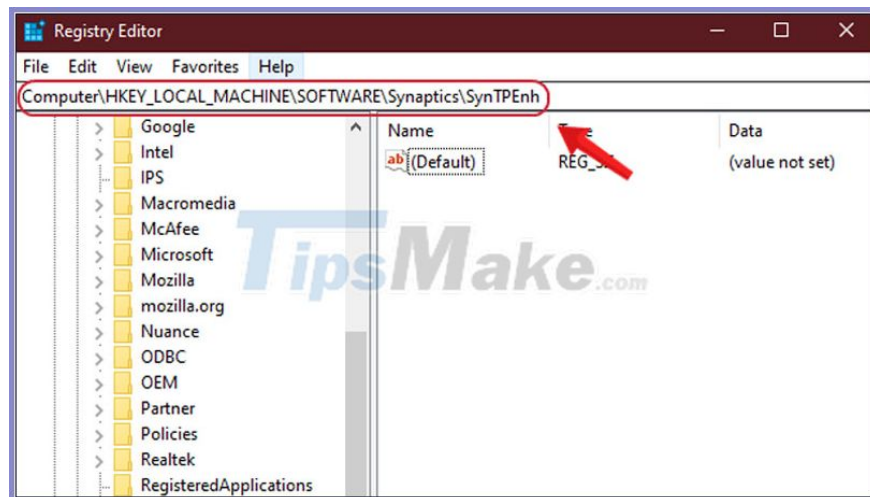 Registry Editor
File Edit View Favorites Help
Computer\HKEY_LOCAL_MACHINE\SOFTWARE\Synaptics\SynTPEnh
Google
Intel
IPS
Macromedia
McAfee
Microsoft
Mozilla
mozilla.org
Nuance
ODBC
OEM
Partner
Policies
Realtek
RegisteredApplications
Name Data
ab (Default) (value not set)
TipsMake.com